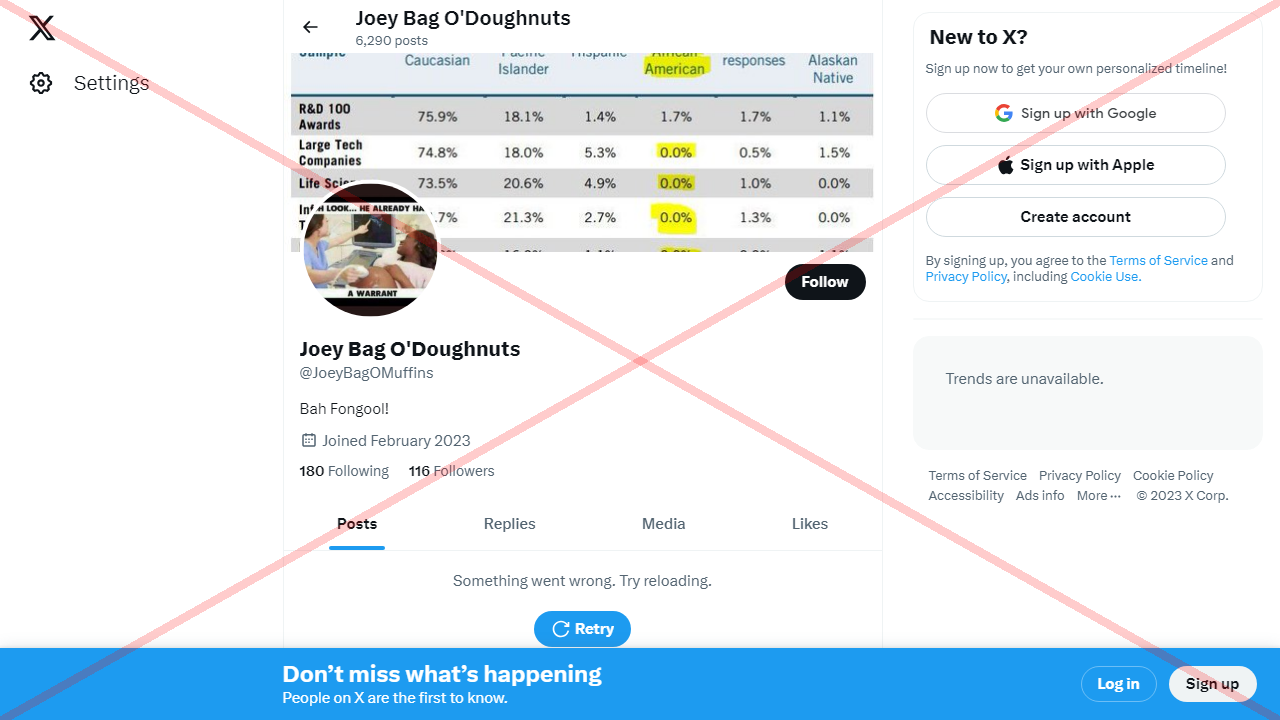 Joey Bag O'Doughnuts
6,290 posts
Settings
Sample Caucasian Pacific Islander Hispanic African American responses Alaskan Native
R&D 100 Awards 75.9% 18.1% 1.4% 1.7% 1.7% 1.1%
Large Tech Companies 74.8% 18.0% 5.3% 0.0% 0.5% 1.5%
Life 73.5% 20.6% 4.9% 0.0% 1.0% 0.0%
.7% 21.3% 2.7% 0.0% 1.3% 0.0%
H LOOK... HE ALREADY HA
A WARRANT
Follow
Joey Bag O'Doughnuts
@JoeyBagOMuffins
Bah Fongool!
Joined February 2023
180 Following 116 Followers
Posts Replies Media Likes
Something went wrong. Try reloading.
Retry
New to X?
Sign up now to get your own personalized timeline!
Sign up with Google
Sign up with Apple
Create account
By signing up, you agree to the Terms of Service and
Privacy Policy, including Cookie Use.
Trends are unavailable.
Terms of Service Privacy Policy Cookie Policy
Accessibility Ads info More ··· © 2023 X Corp.
Don’t miss what’s happening
People on X are the first to know.
Log in Sign up